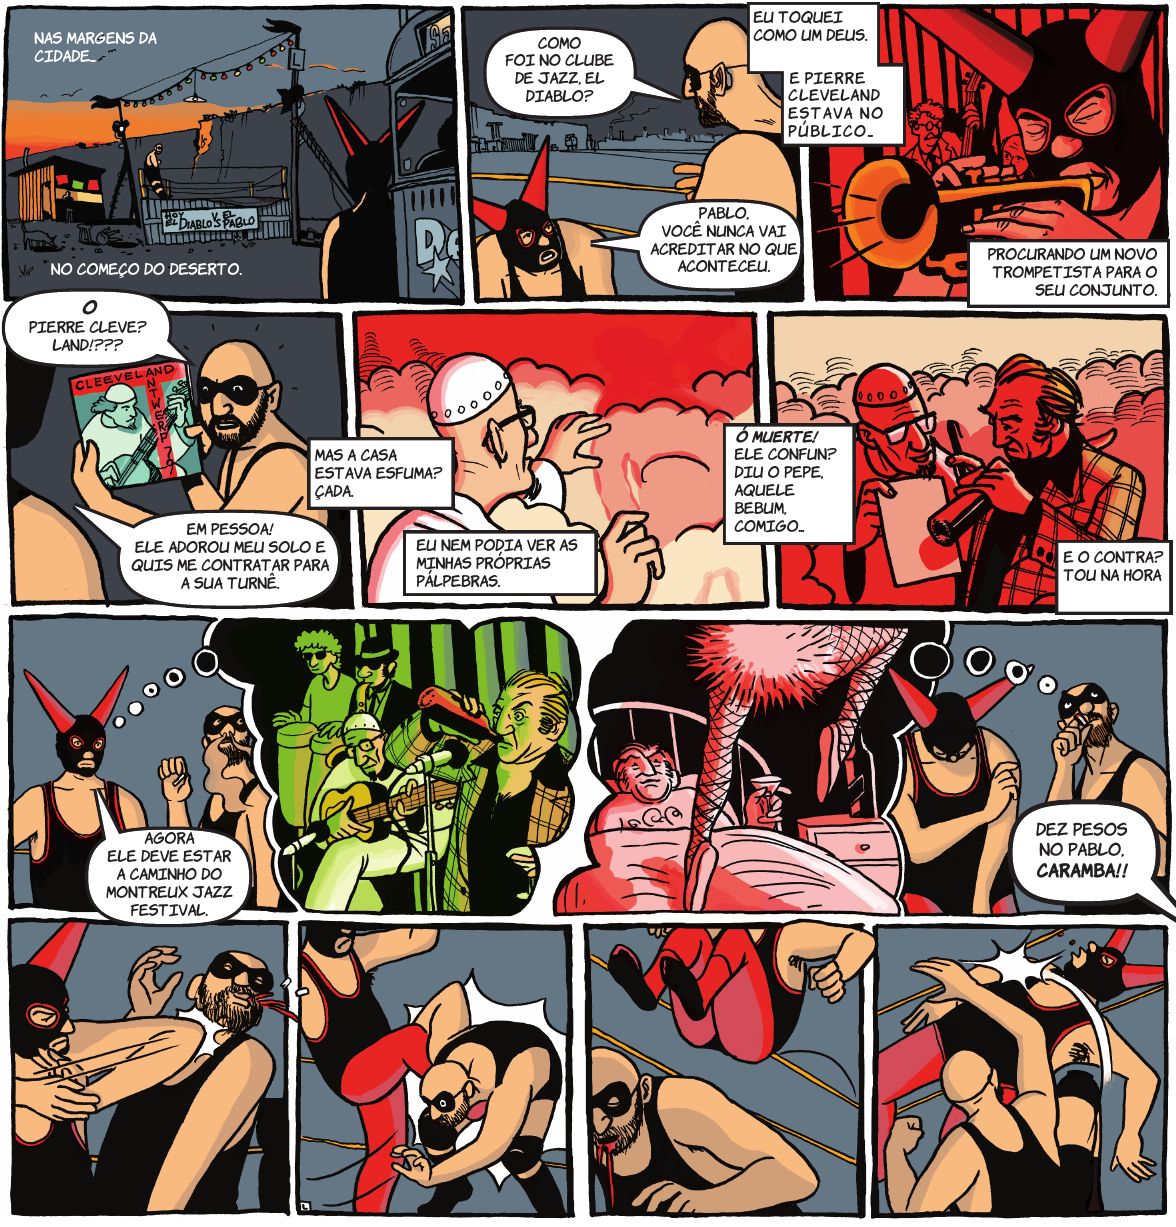 NAS MARGENS DA
CIDADE...
HOY
EL DIABLO V.S EL PABLO
NO COMEÇO DO DESERTO.
COMO
FOI NO CLUBE
DE JAZZ, EL
DIABLO?
PABLO,
VOCÊ NUNCA VAI
ACREDITAR NO QUE
ACONTECEU.
EU TOQUEI
COMO UM DEUS.
E PIERRE
CLEVELAND
ESTAVA NO
PÚBLICO...
PROCURANDO UM NOVO
TROMPETISTA PARA O
SEU CONJUNTO.
O
PIERRE CLEVE?
LAND!???
CLEEVELAND
ANTWERP '79
EM PESSOA!
ELE ADOROU MEU SOLO E
QUIS ME CONTRATAR PARA
A SUA TURNÊ.
MAS A CASA
ESTAVA ESFUMA?
ÇADA.
EU NEM PODIA VER AS
MINHAS PRÓPRIAS
PÁLPEBRAS.
Ó MUERTE!
ELE CONFUN?
DIU O PEPE,
AQUELE
BEBUM,
COMIGO...
E O CONTRA?
TOU NA HORA
AGORA
ELE DEVE ESTAR
A CAMINHO DO
MONTREUX JAZZ
FESTIVAL.
DEZ PESOS
NO PABLO,
CARAMBA!!